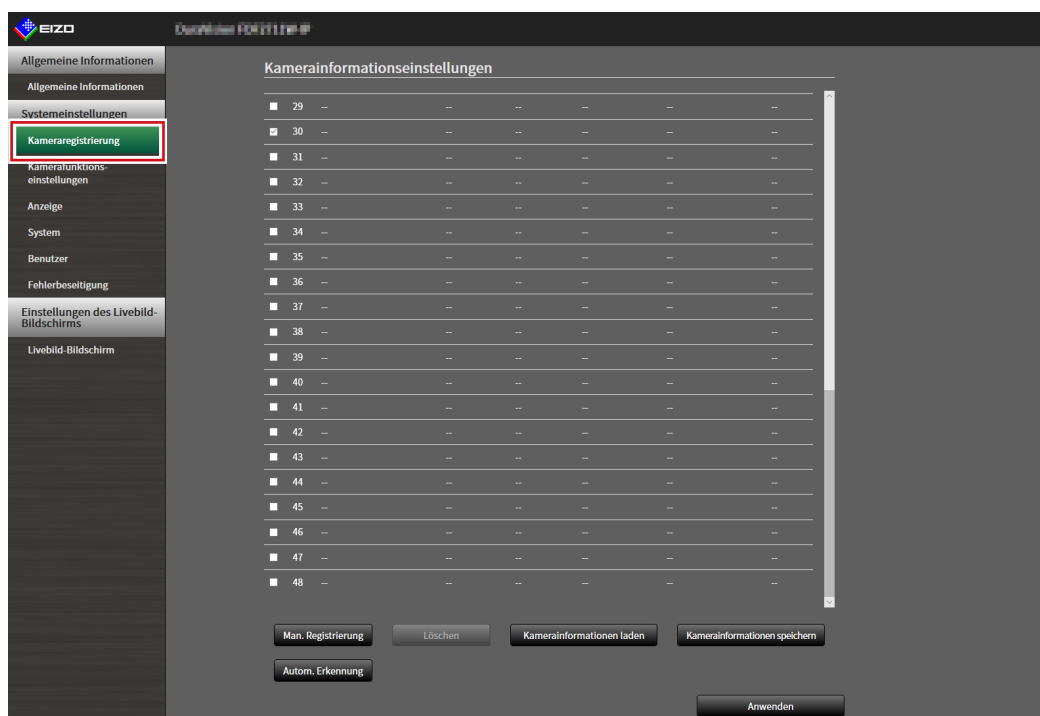 EIZO
Allgemeine Informationen
Allgemeine Informationen
Systemeinstellungen
Kameraregistrierung
Kamerafunktions-
einstellungen
Anzeige
System
Benutzer
Fehlerbeseitigung
Einstellungen des Livebild-
Bildschirms
Livebild-Bildschirm
Kamerainformationseinstellungen
29 -- -- -- -- -- --
30 -- -- -- -- -- --
31 -- -- -- -- -- --
32 -- -- -- -- -- --
33 -- -- -- -- -- --
34 -- -- -- -- -- --
35 -- -- -- -- -- --
36 -- -- -- -- -- --
37 -- -- -- -- -- --
38 -- -- -- -- -- --
39 -- -- -- -- -- --
40 -- -- -- -- -- --
41 -- -- -- -- -- --
42 -- -- -- -- -- --
43 -- -- -- -- -- --
44 -- -- -- -- -- --
45 -- -- -- -- -- --
46 -- -- -- -- -- --
47 -- -- -- -- -- --
48 -- -- -- -- -- --
Man. Registrierung Löschen Kamerainformationen laden Kamerainformationen speichern
Autom. Erkennung
Anwenden